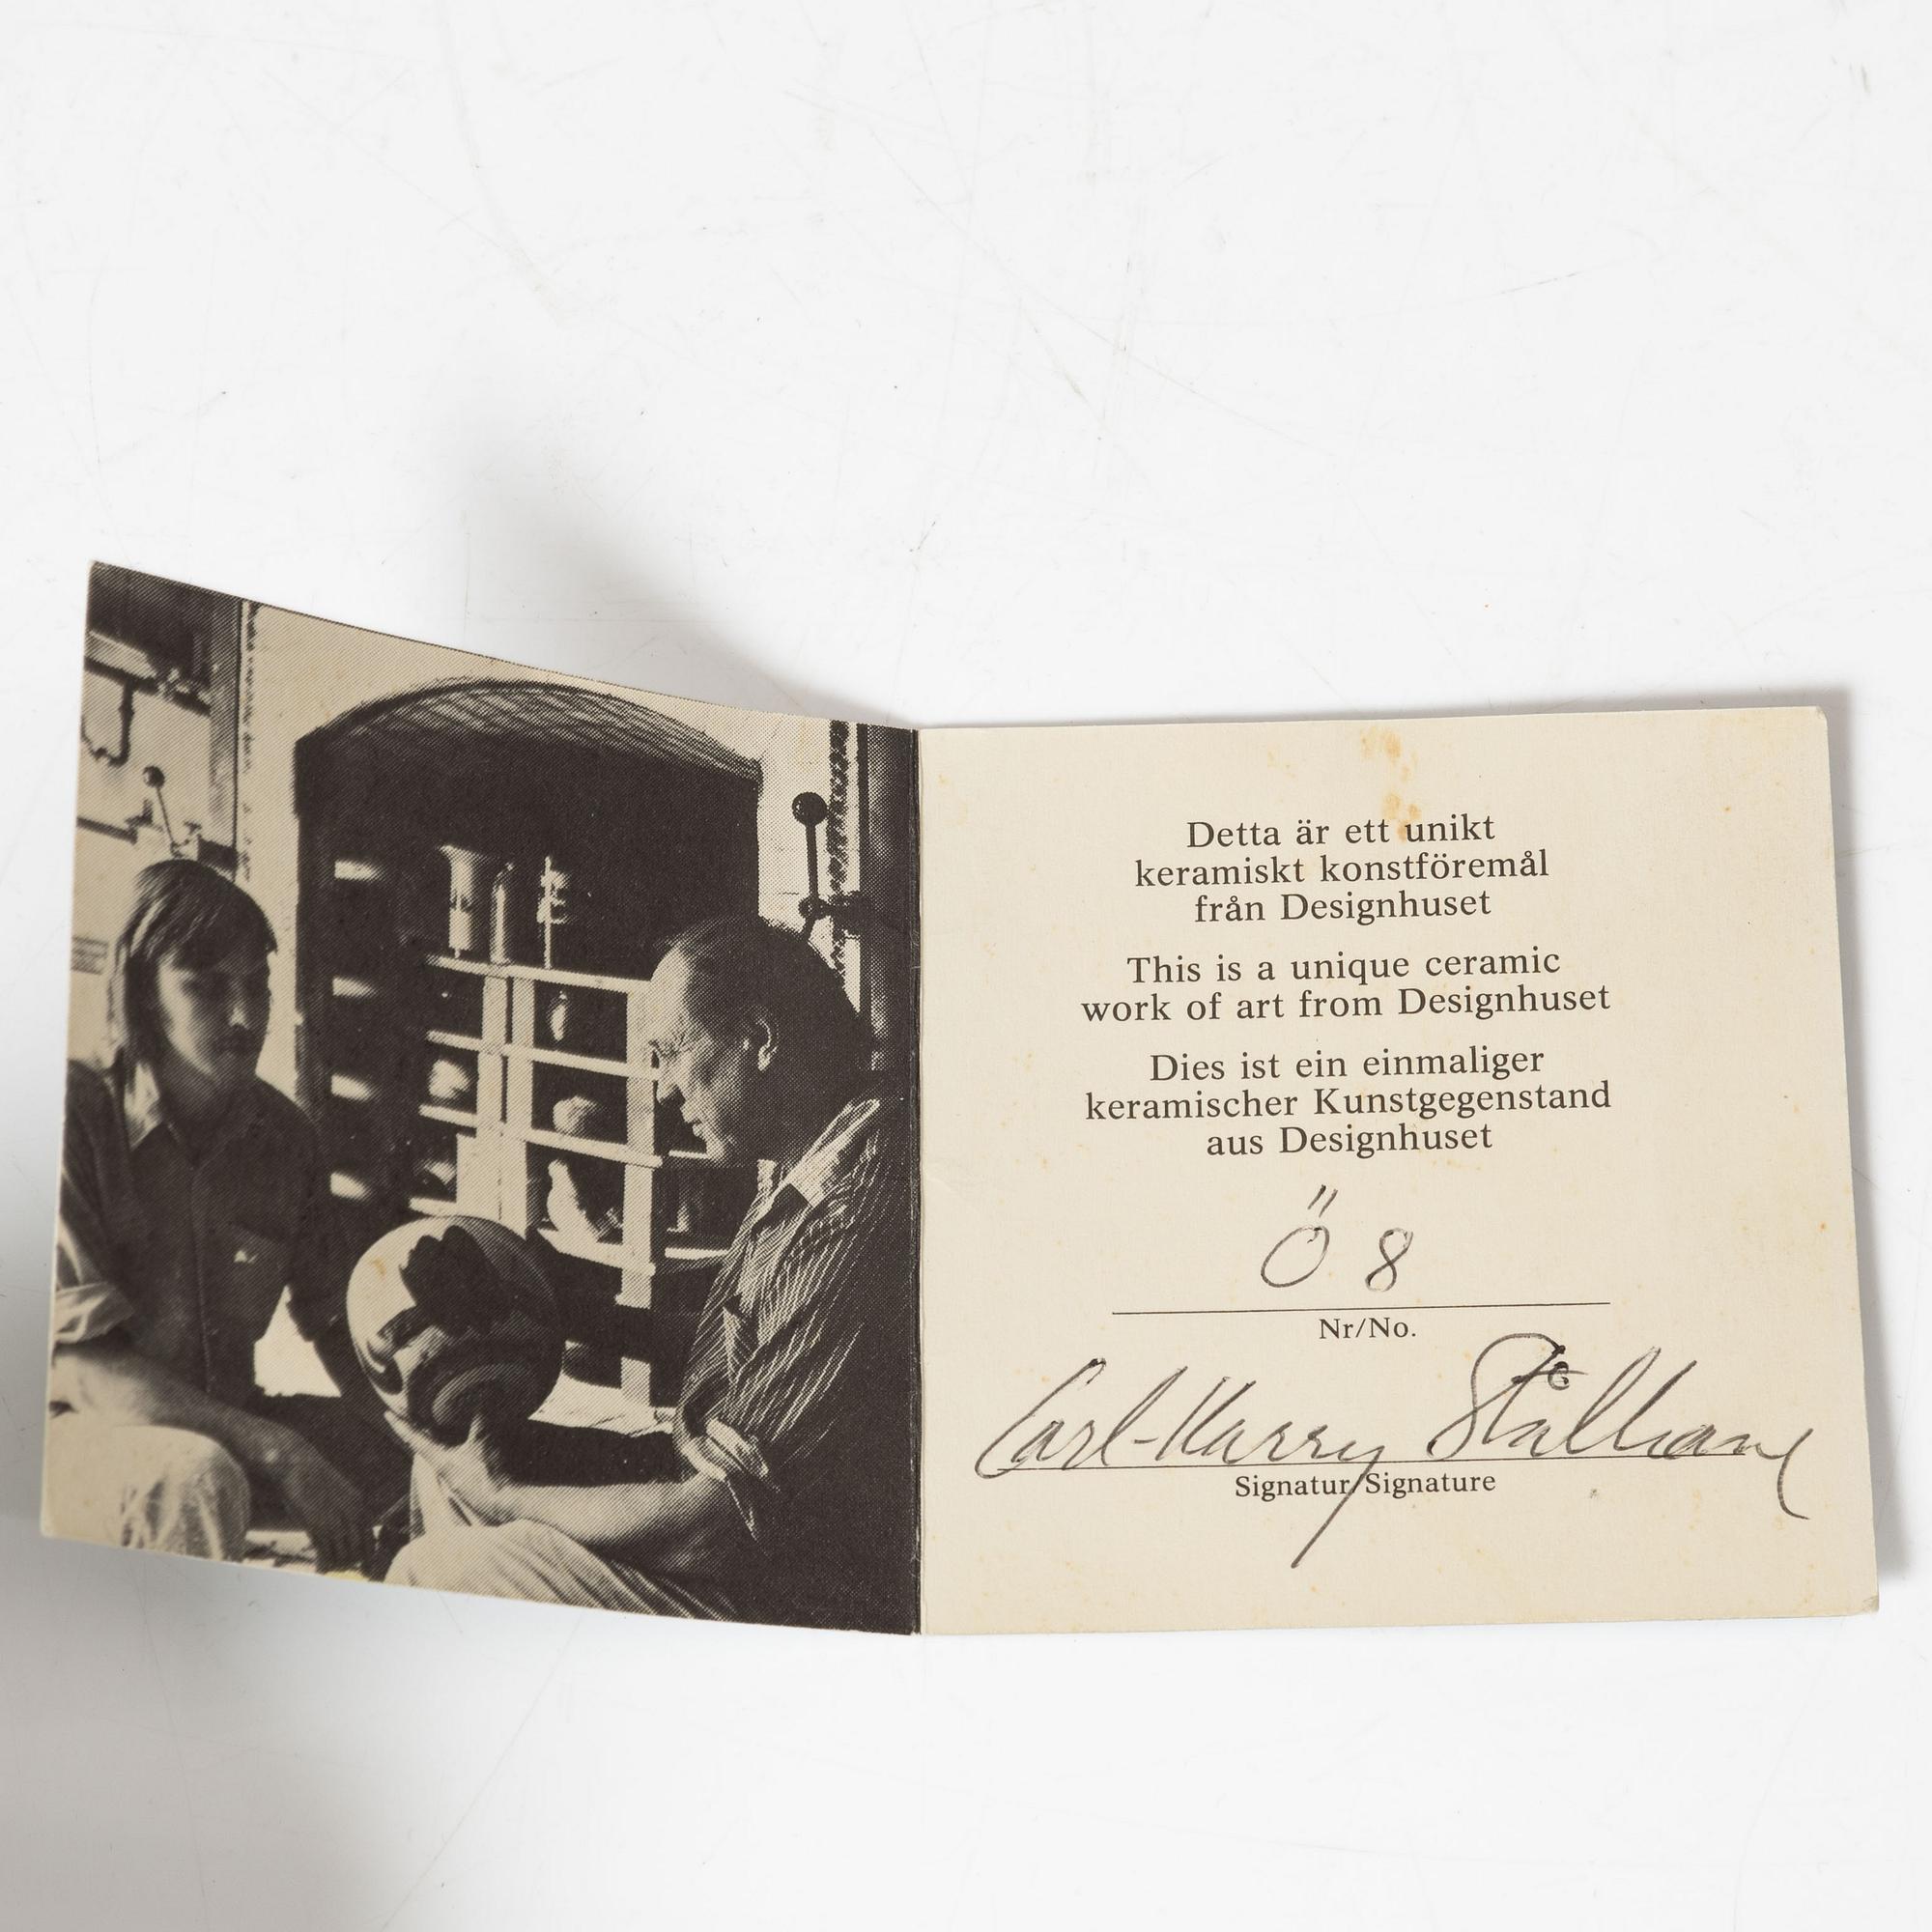 Detta är ett unikt
keramiskt konstföremål
från Designhuset
This is a unique ceramic
work of art from Designhuset
Dies ist ein einmaliger
keramischer Kunstgegenstand
aus Designhuset
Ö 8
Nr/No.
Carl-Harry Stålhane
Signatur/Signature